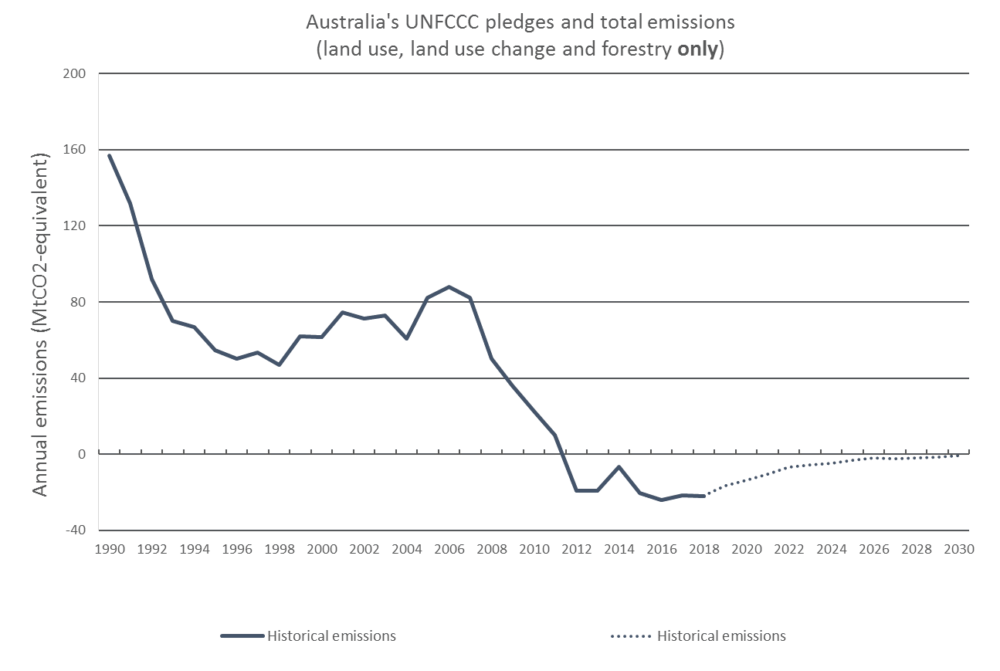 Australia's UNFCCC pledges and total emissions
(land use, land use change and forestry only)
Annual emissions (MtCO2-equivalent)
200
160
120
80
40
0
-40
1990 1992 1994 1996 1998 2000 2002 2004 2006 2008 2010 2012 2014 2016 2018 2020 2022 2024 2026 2028 2030
Historical emissions Historical emissions